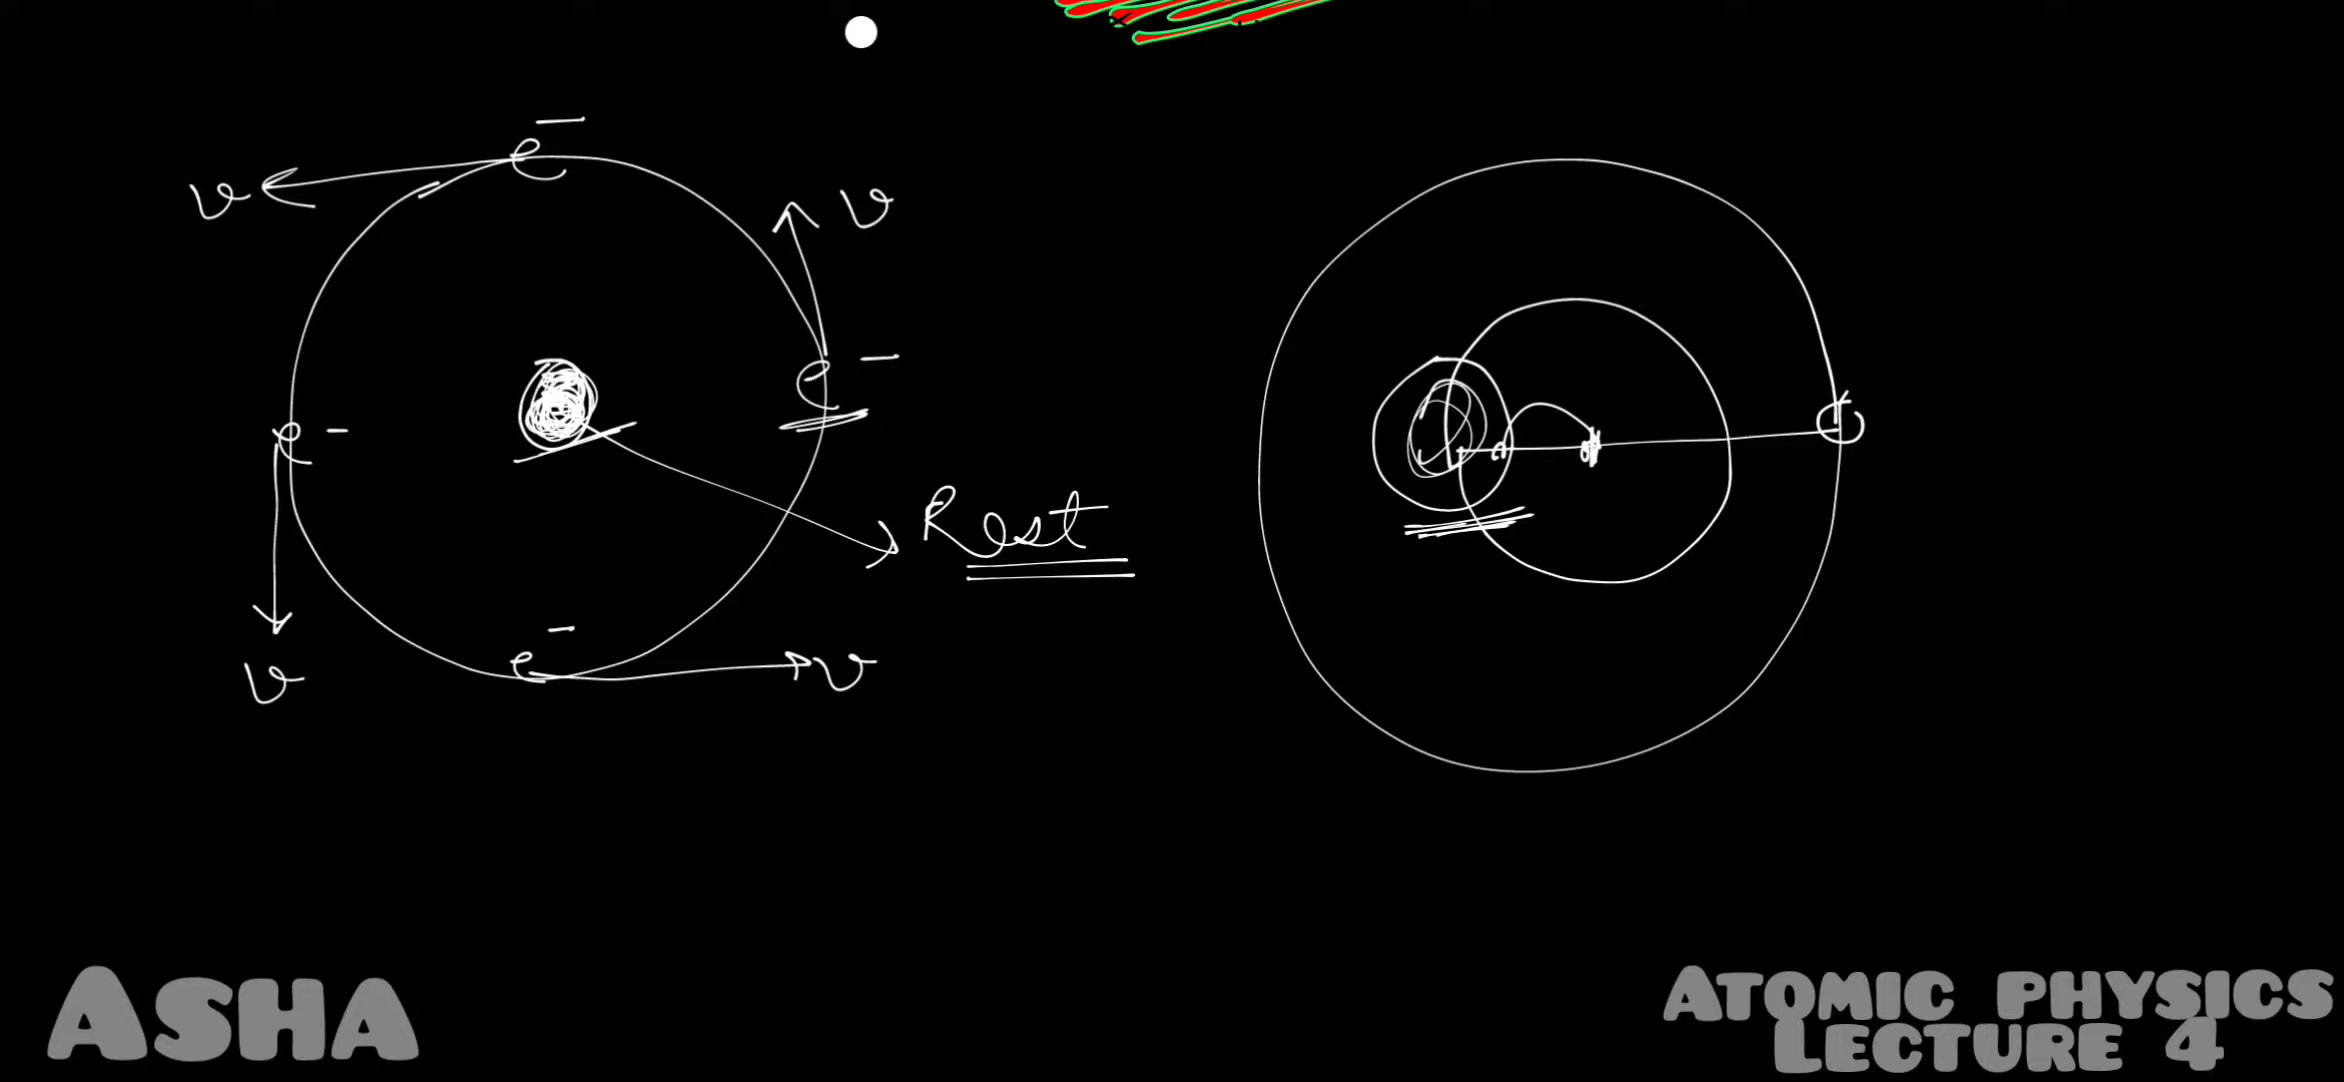 e⁻
v
v
e⁻
e⁻
Rest
e⁻
v
v
ASHA
ATOMIC PHYSICS
LECTURE 4